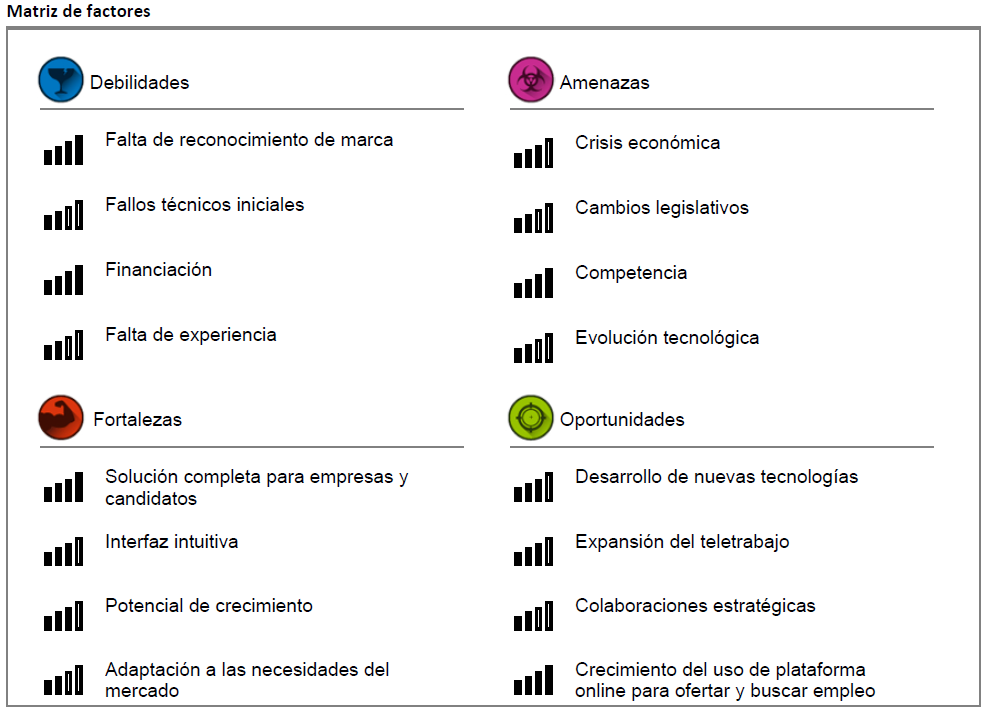 Matriz de factores
Debilidades
Falta de reconocimiento de marca
Fallos técnicos iniciales
Financiación
Falta de experiencia
Amenazas
Crisis económica
Cambios legislativos
Competencia
Evolución tecnológica
Fortalezas
Solución completa para empresas y
candidatos
Interfaz intuitiva
Potencial de crecimiento
Adaptación a las necesidades del
mercado
Oportunidades
Desarrollo de nuevas tecnologías
Expansión del teletrabajo
Colaboraciones estratégicas
Crecimiento del uso de plataforma
online para ofertar y buscar empleo